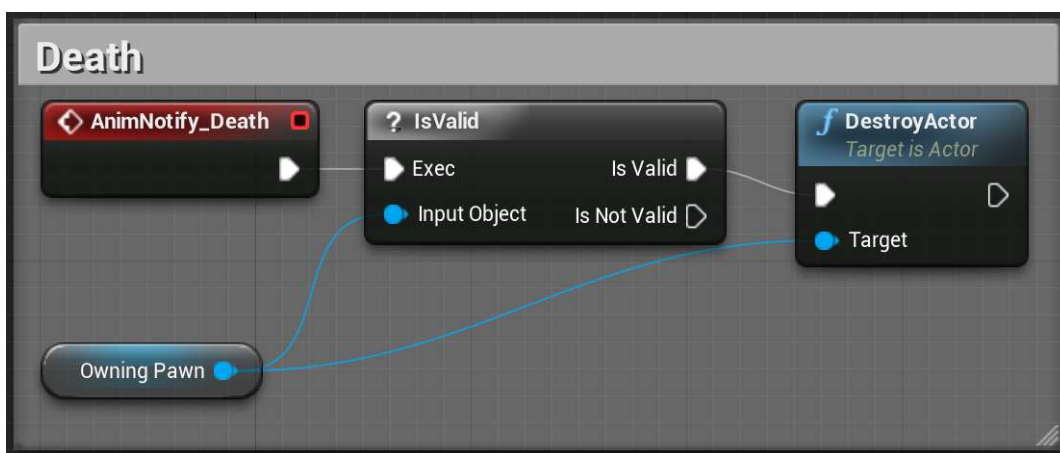 Death
AnimNotify_Death
? IsValid
Exec
Is Valid
Input Object
Is Not Valid
f DestroyActor
Target is Actor
Target
Owning Pawn